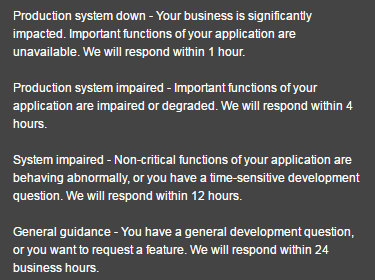 Production system down - Your business is significantly
impacted. Important functions of your application are
unavailable. We will respond within 1 hour.
Production system impaired - Important functions of your
application are impaired or degraded. We will respond within 4
hours.
System impaired - Non-critical functions of your application are
behaving abnormally, or you have a time-sensitive development
question. We will respond within 12 hours.
General guidance - You have a general development question,
or you want to request a feature. We will respond within 24
business hours.